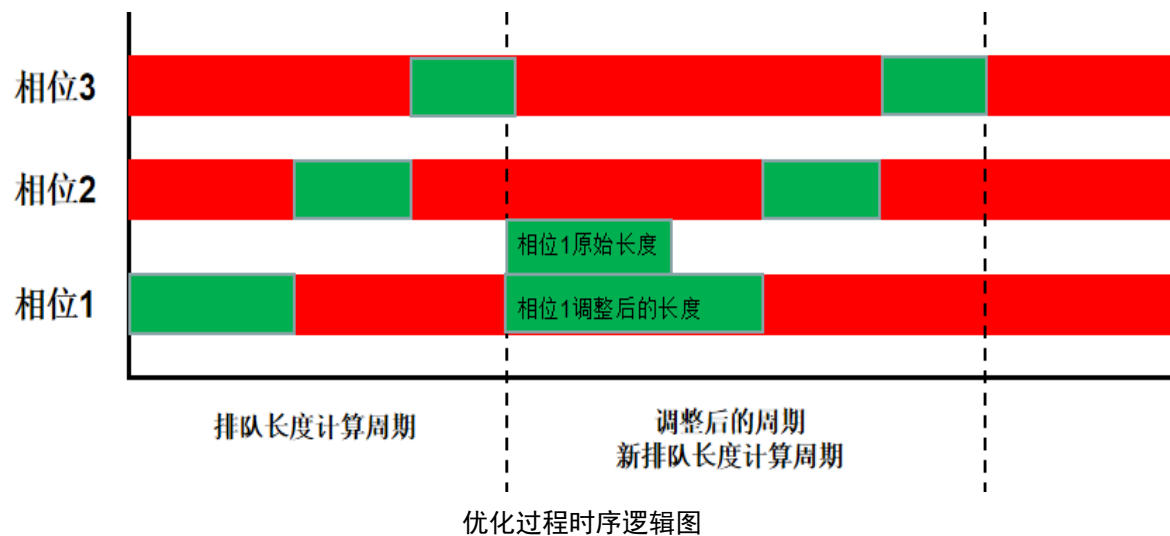 相位3
相位2
相位1原始长度
相位1
相位1调整后的长度
排队长度计算周期
调整后的周期
新排队长度计算周期
优化过程时序逻辑图